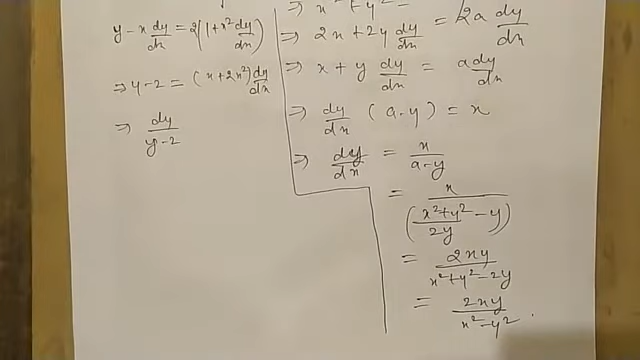 y - x dy/dx = 2(1+x² dy/dx)
⇒ y-2 = (x+2x²) dy/dx
⇒ dy/y-2
⇒ x²+y² =
⇒ 2x+2y dy/dx = 2a dy/dx
⇒ x + y dy/dx = a dy/dx
⇒ dy/dx (a-y) = x
⇒ dy/dx = x/a-y
= x/(x²+y²/2y - y)
= 2xy/x²+y²-2y
= 2xy/x²-y².